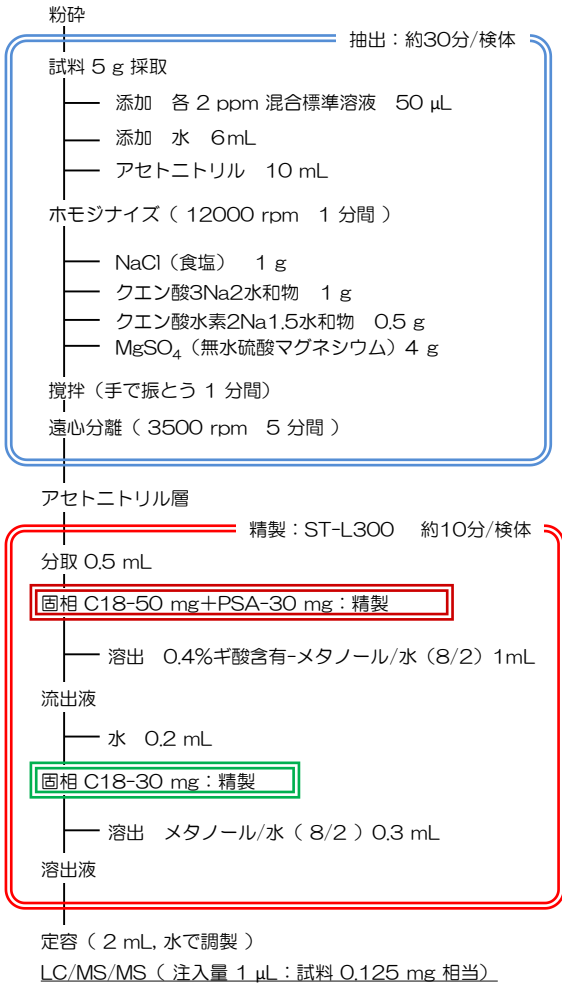 粉砕
抽出：約30分/検体
試料 5 g 採取
添加　各 2 ppm 混合標準溶液　50 μL
添加　水　6mL
アセトニトリル　10 mL
ホモジナイズ（ 12000 rpm　1 分間 ）
NaCl（食塩）　1 g
クエン酸3Na2水和物　1 g
クエン酸水素2Na1.5水和物　0.5 g
MgSO₄（無水硫酸マグネシウム）4 g
撹拌（手で振とう 1 分間）
遠心分離（ 3500 rpm　5 分間 ）
アセトニトリル層
精製：ST-L300　約10分/検体
分取 0.5 mL
固相 C18-50 mg＋PSA-30 mg：精製
溶出　0.4%ギ酸含有-メタノール/水（8/2）1mL
流出液
水　0.2 mL
固相 C18-30 mg：精製
溶出　メタノール/水（ 8/2 ）0.3 mL
溶出液
定容（ 2 mL, 水で調製 ）
LC/MS/MS（ 注入量 1 μL：試料 0.125 mg 相当）